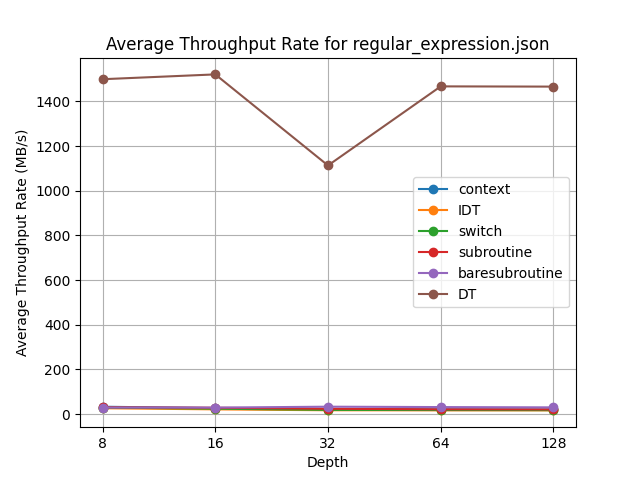 Average Throughput Rate for regular_expression.json
Average Throughput Rate (MB/s)
1400
1200
1000
800
600
400
200
0
context
IDT
switch
subroutine
baresubroutine
DT
8 16 32 64 128
Depth